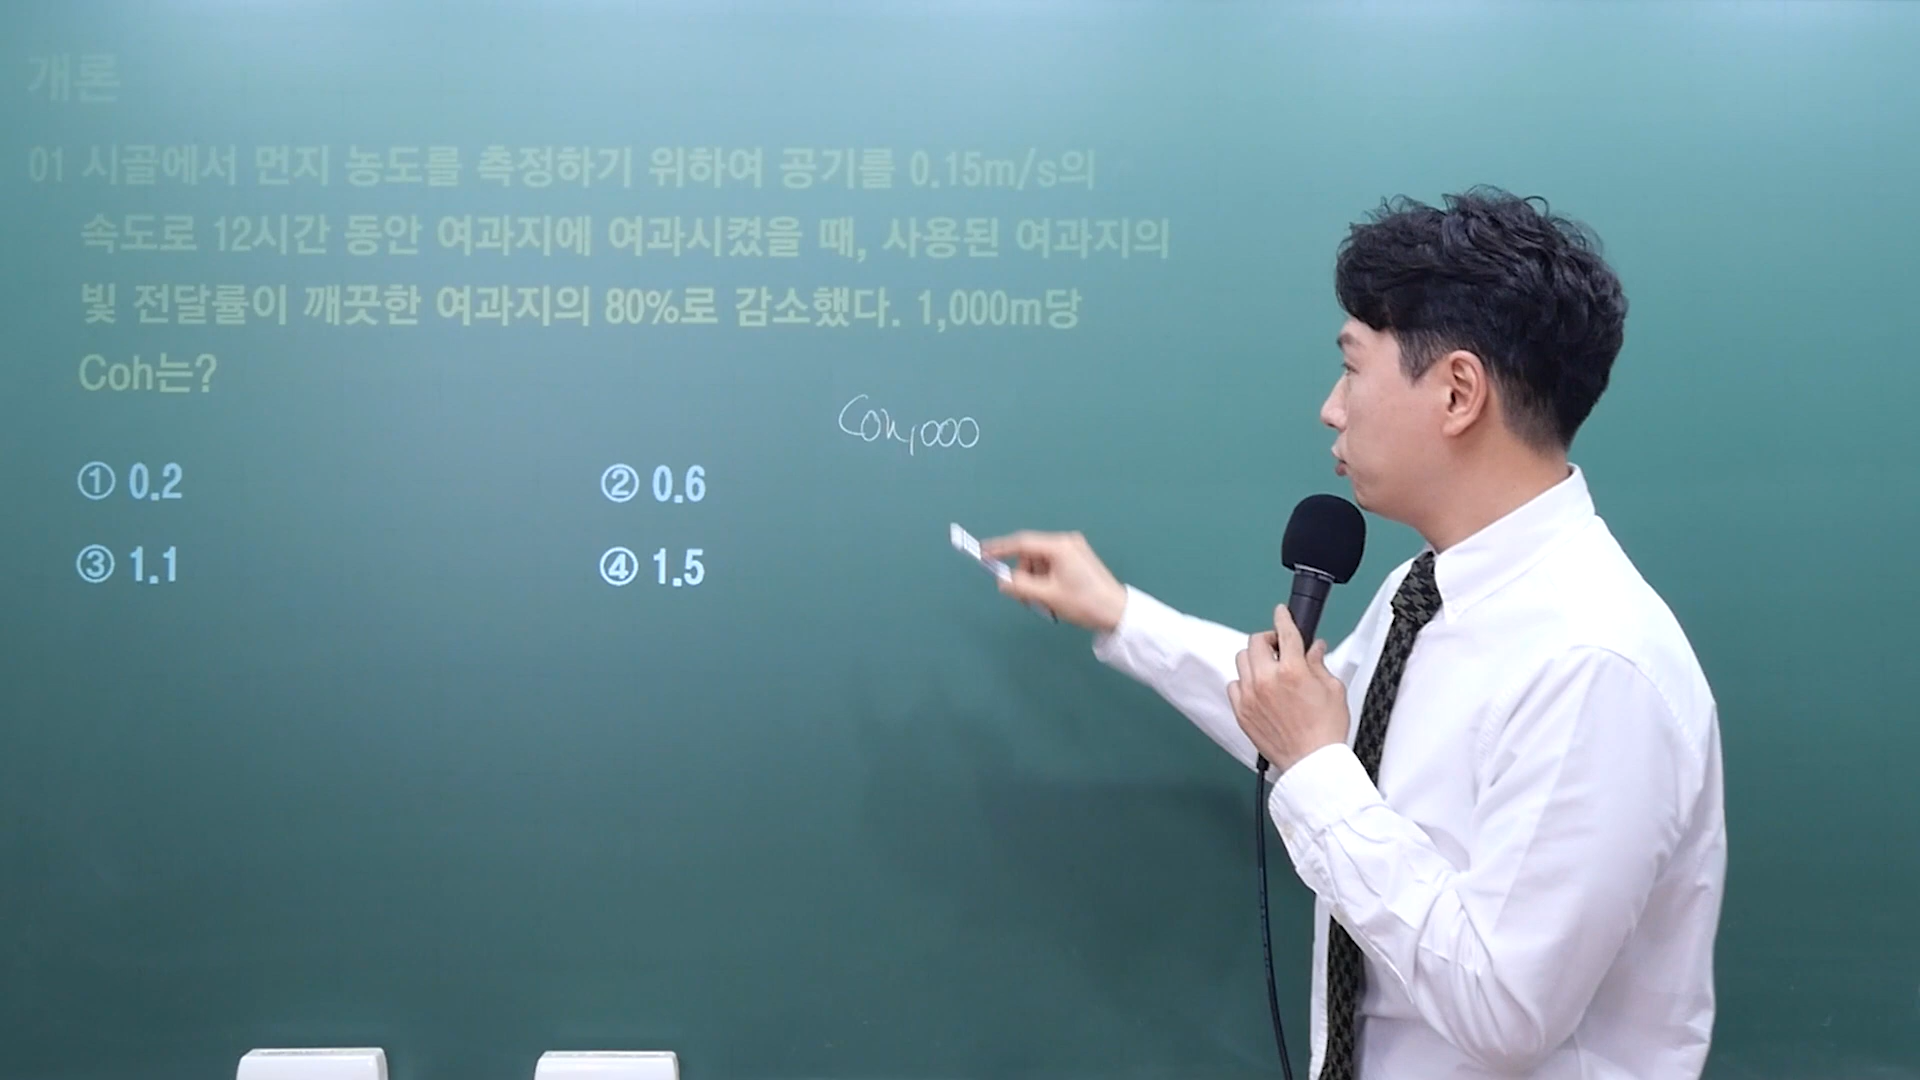 개론
01 시골에서 먼지 농도를 측정하기 위하여 공기를 0.15m/s의
속도로 12시간 동안 여과지에 여과시켰을 때, 사용된 여과지의
빛 전달률이 깨끗한 여과지의 80%로 감소했다. 1,000m당
Coh는?
Coh1,000
① 0.2 ② 0.6
③ 1.1 ④ 1.5